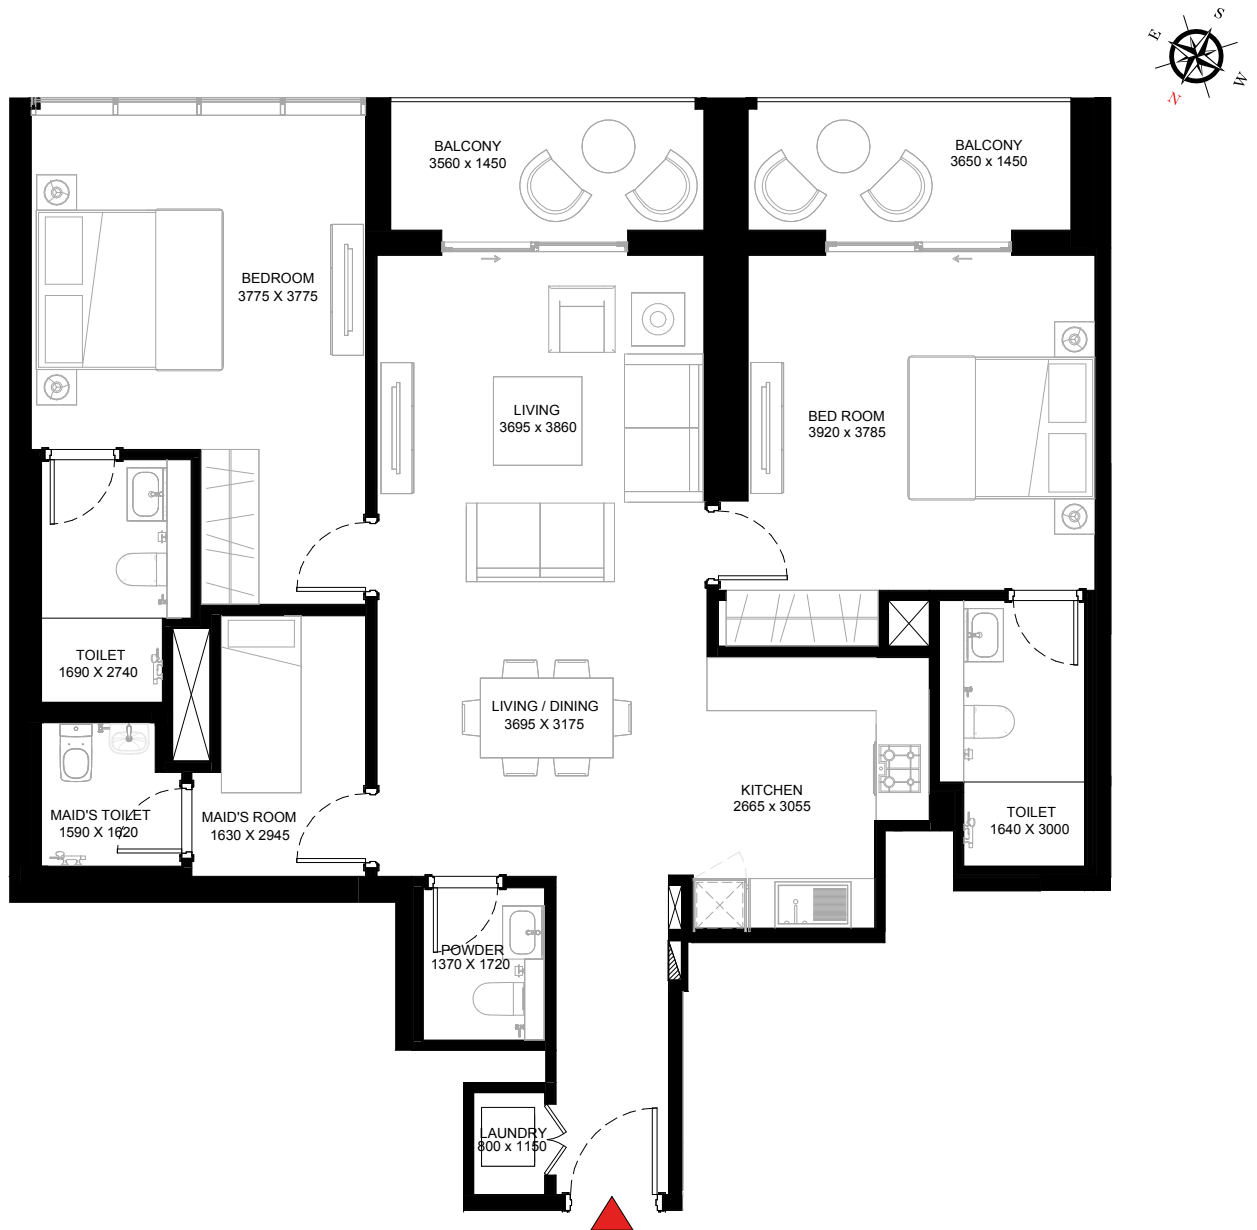 S
E
W
N
BALCONY
3560 x 1450
BALCONY
3650 x 1450
BEDROOM
3775 X 3775
LIVING
3695 x 3860
BED ROOM
3920 x 3785
TOILET
1690 X 2740
LIVING / DINING
3695 X 3175
KITCHEN
2665 x 3055
MAID'S TOILET
1590 X 1620
MAID'S ROOM
1630 X 2945
TOILET
1640 X 3000
POWDER
1370 X 1720
LAUNDRY
800 x 1150